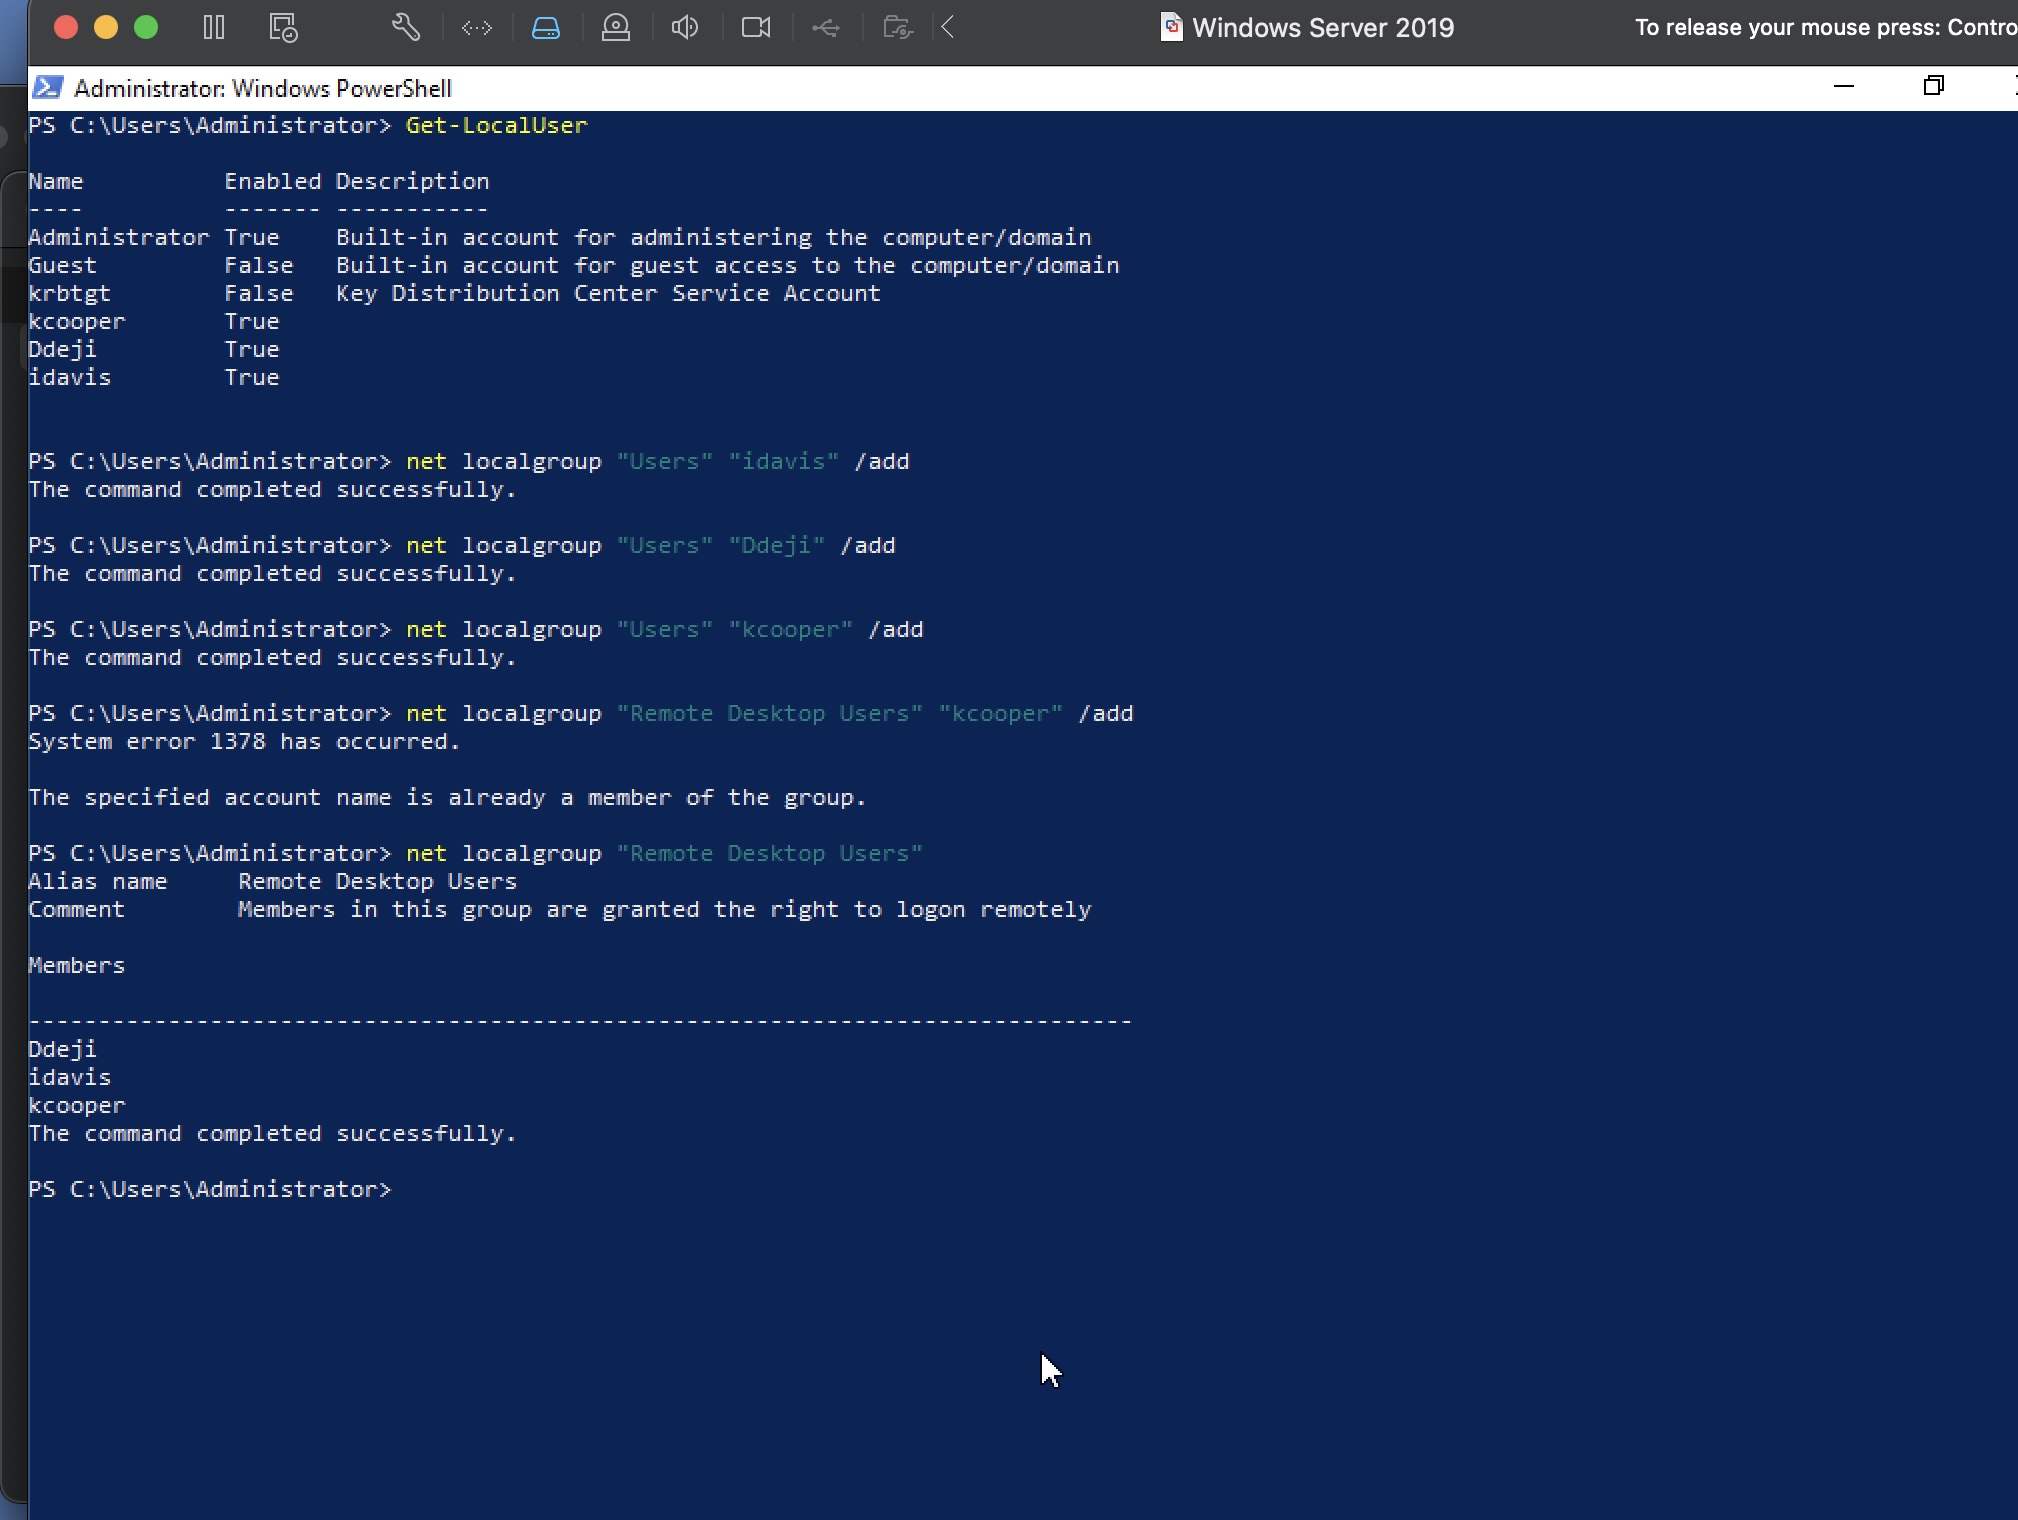 Windows Server 2019
To release your mouse press: Contro
Administrator: Windows PowerShell
PS C:\Users\Administrator> Get-LocalUser
Name          Enabled Description
----          ------- -----------
Administrator True    Built-in account for administering the computer/domain
Guest         False   Built-in account for guest access to the computer/domain
krbtgt        False   Key Distribution Center Service Account
kcooper       True
Ddeji         True
idavis        True
PS C:\Users\Administrator> net localgroup "Users" "idavis" /add
The command completed successfully.
PS C:\Users\Administrator> net localgroup "Users" "Ddeji" /add
The command completed successfully.
PS C:\Users\Administrator> net localgroup "Users" "kcooper" /add
The command completed successfully.
PS C:\Users\Administrator> net localgroup "Remote Desktop Users" "kcooper" /add
System error 1378 has occurred.
The specified account name is already a member of the group.
PS C:\Users\Administrator> net localgroup "Remote Desktop Users"
Alias name     Remote Desktop Users
Comment        Members in this group are granted the right to logon remotely
Members
-------------------------------------------------------------------------------
Ddeji
idavis
kcooper
The command completed successfully.
PS C:\Users\Administrator>